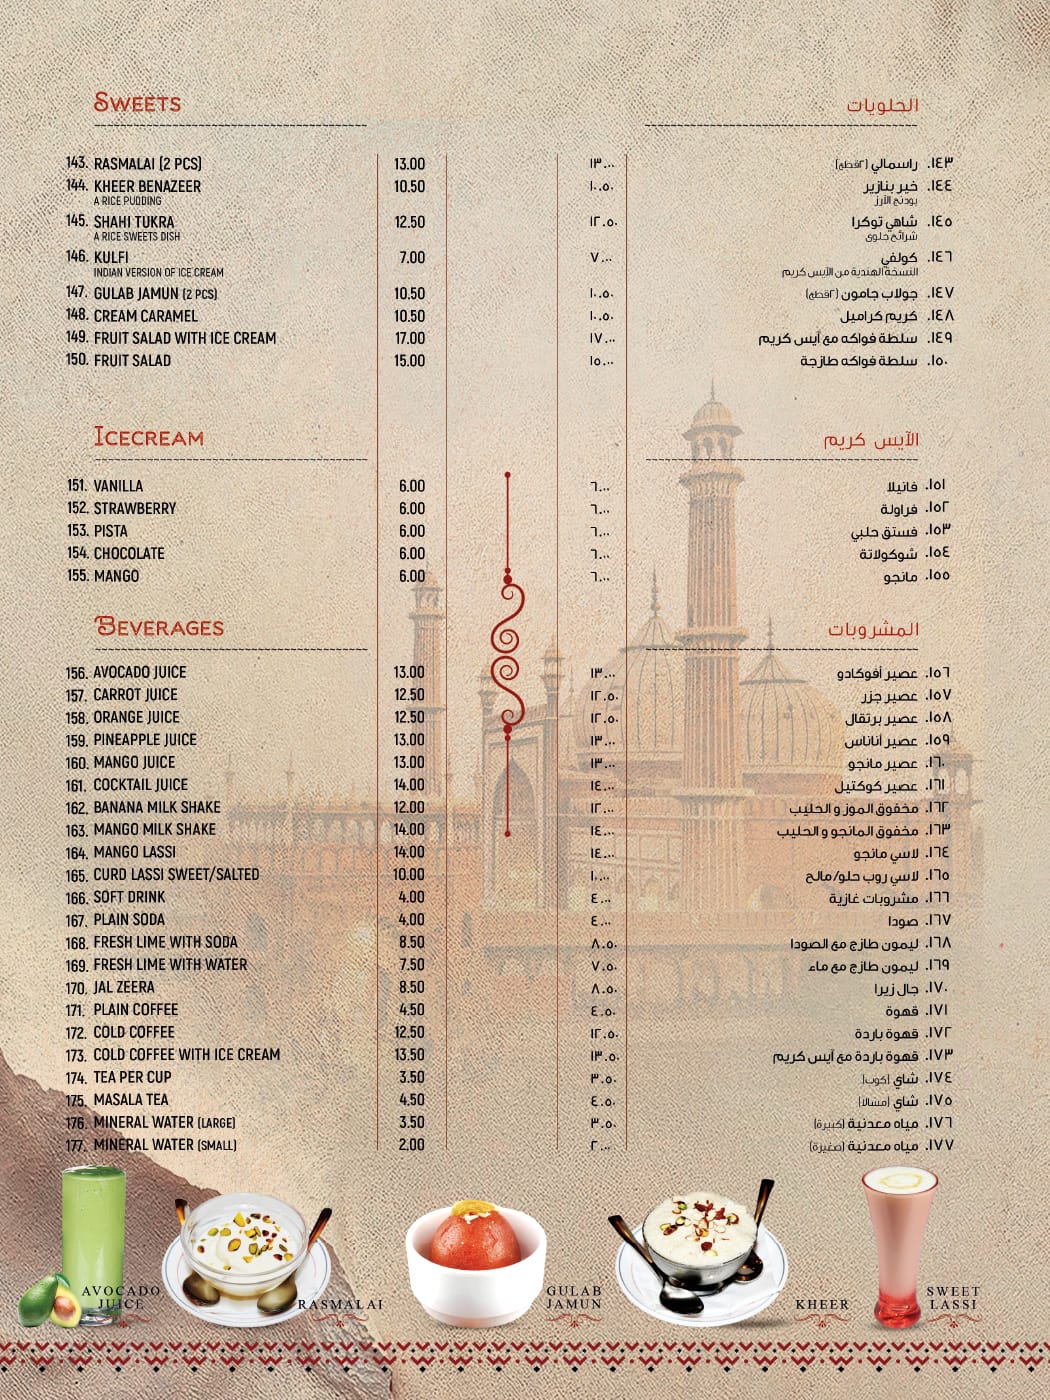 SWEETS
الحلويات
143. RASMALAI (2 PCS) 13.00 ١٣.٠٠ راسمالي (٢قطع) .١٤٣
144. KHEER BENAZEER 10.50 ١٠.٥٠ خير بنازير .١٤٤
A RICE PUDDING بودنج الأرز
145. SHAHI TUKRA 12.50 ١٢.٥٠ شاهي توكرا .١٤٥
A RICE SWEETS DISH شرائح حلوى
146. KULFI 7.00 ٧.٠٠ كولفي .١٤٦
INDIAN VERSION OF ICE CREAM النسخة الهندية من الآيس كريم
147. GULAB JAMUN (2 PCS) 10.50 ١٠.٥٠ جولاب جامون (٢قطع) .١٤٧
148. CREAM CARAMEL 10.50 ١٠.٥٠ كريم كراميل .١٤٨
149. FRUIT SALAD WITH ICE CREAM 17.00 ١٧.٠٠ سلطة فواكه مع آيس كريم .١٤٩
150. FRUIT SALAD 15.00 ١٥.٠٠ سلطة فواكه طازجة .١٥٠
ICECREAM
الآيس كريم
151. VANILLA 6.00 ٦.٠٠ فانيلا .١٥١
152. STRAWBERRY 6.00 ٦.٠٠ فراولة .١٥٢
153. PISTA 6.00 ٦.٠٠ فستق حلبي .١٥٣
154. CHOCOLATE 6.00 ٦.٠٠ شوكولاتة .١٥٤
155. MANGO 6.00 ٦.٠٠ مانجو .١٥٥
BEVERAGES
المشروبات
156. AVOCADO JUICE 13.00 ١٣.٠٠ عصير أفوكادو .١٥٦
157. CARROT JUICE 12.50 ١٢.٥٠ عصير جزر .١٥٧
158. ORANGE JUICE 12.50 ١٢.٥٠ عصير برتقال .١٥٨
159. PINEAPPLE JUICE 13.00 ١٣.٠٠ عصير أناناس .١٥٩
160. MANGO JUICE 13.00 ١٣.٠٠ عصير مانجو .١٦٠
161. COCKTAIL JUICE 14.00 ١٤.٠٠ عصير كوكتيل .١٦١
162. BANANA MILK SHAKE 12.00 ١٢.٠٠ مخفوق الموز و الحليب .١٦٢
163. MANGO MILK SHAKE 14.00 ١٤.٠٠ مخفوق المانجو و الحليب .١٦٣
164. MANGO LASSI 14.00 ١٤.٠٠ لاسي مانجو .١٦٤
165. CURD LASSI SWEET/SALTED 10.00 ١٠.٠٠ لاسي روب حلو/مالح .١٦٥
166. SOFT DRINK 4.00 ٤.٠٠ مشروبات غازية .١٦٦
167. PLAIN SODA 4.00 ٤.٠٠ صودا .١٦٧
168. FRESH LIME WITH SODA 8.50 ٨.٥٠ ليمون طازج مع الصودا .١٦٨
169. FRESH LIME WITH WATER 7.50 ٧.٥٠ ليمون طازج مع ماء .١٦٩
170. JAL ZEERA 8.50 ٨.٥٠ جال زيرا .١٧٠
171. PLAIN COFFEE 4.50 ٤.٥٠ قهوة .١٧١
172. COLD COFFEE 12.50 ١٢.٥٠ قهوة باردة .١٧٢
173. COLD COFFEE WITH ICE CREAM 13.50 ١٣.٥٠ قهوة باردة مع آيس كريم .١٧٣
174. TEA PER CUP 3.50 ٣.٥٠ شاي (كوب). .١٧٤
175. MASALA TEA 4.50 ٤.٥٠ شاي (مسالا) .١٧٥
176. MINERAL WATER (LARGE) 3.50 ٣.٥٠ مياه معدنية (كبيرة) .١٧٦
177. MINERAL WATER (SMALL) 2.00 ٢.٠٠ مياه معدنية (صغيرة) .١٧٧
AVOCADO
JUICE
RASMALAI
GULAB
JAMUN
KHEER
SWEET
LASSI